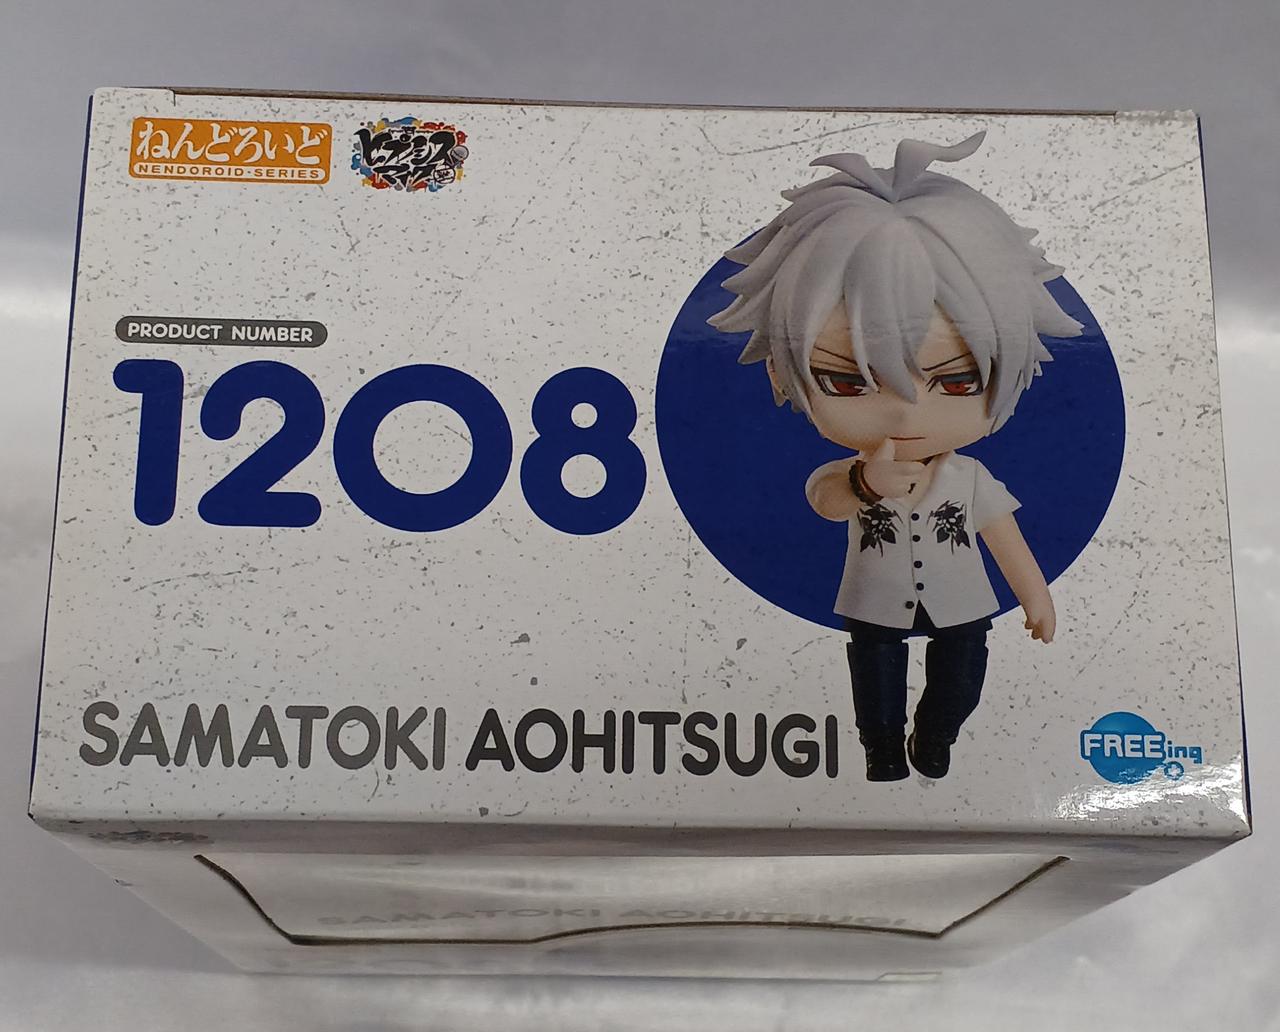 ねんどろいど
NENDOROID·SERIES
ヒプノシス
マイク
PRODUCT NUMBER
1208
SAMATOKI AOHITSUGI
FREEing
SAMATOKI AOHITSUGI